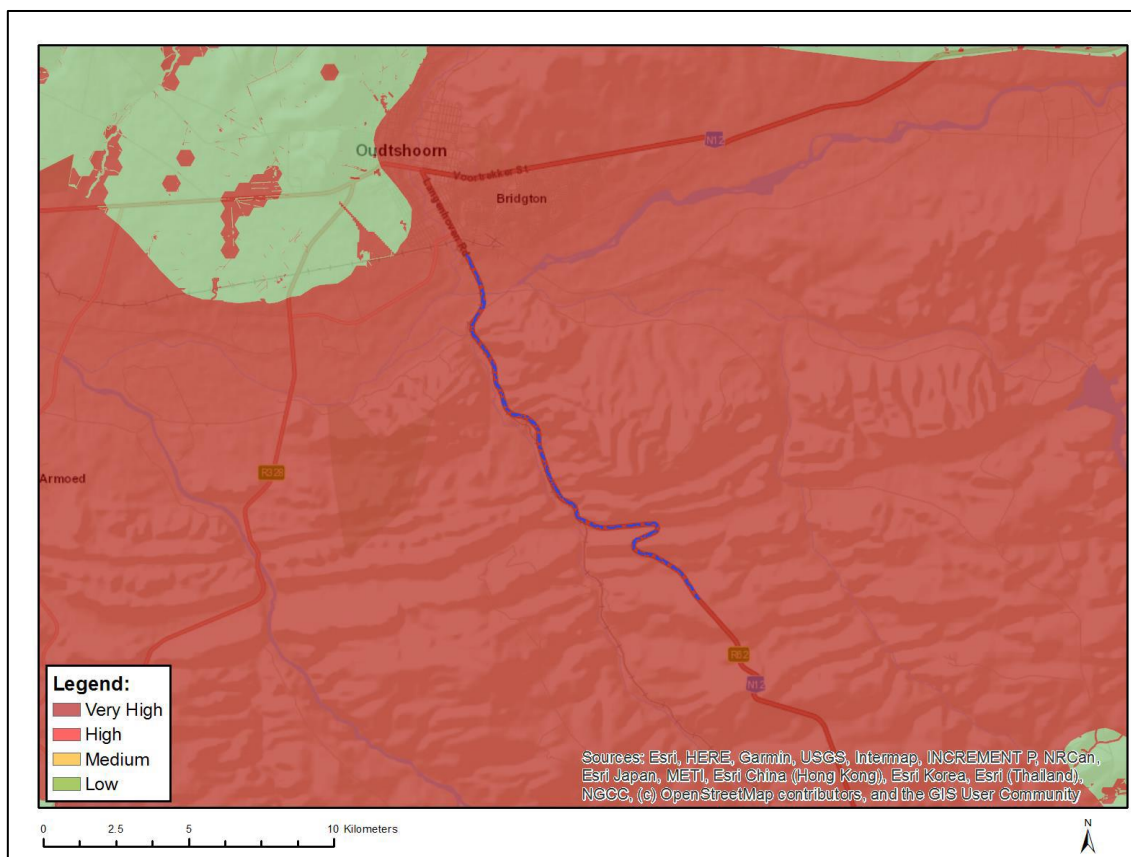 N12
Oudtshoorn
Voortrekker St
Langenhoven Rd
Bridgton
R328
Armoed
R62
N12
Legend:
Very High
High
Medium
Low
Sources: Esri, HERE, Garmin, USGS, Intermap, INCREMENT P, NRCan,
Esri Japan, METI, Esri China (Hong Kong), Esri Korea, Esri (Thailand),
NGCC, (c) OpenStreetMap contributors, and the GIS User Community
0 2.5 5 10 Kilometers
N